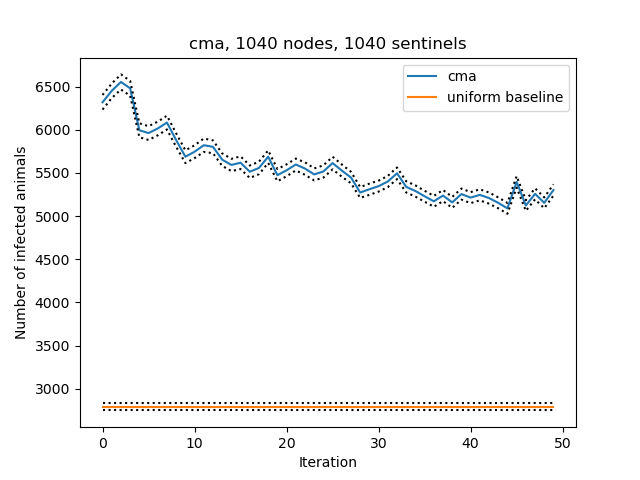 cma, 1040 nodes, 1040 sentinels
cma
uniform baseline
Number of infected animals
6500
6000
5500
5000
4500
4000
3500
3000
0 10 20 30 40 50
Iteration